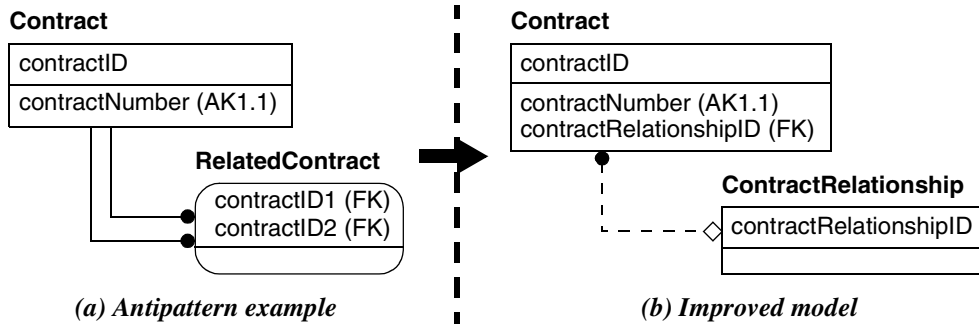 Contract
contractID
contractNumber (AK1.1)
RelatedContract
contractID1 (FK)
contractID2 (FK)
(a) Antipattern example
Contract
contractID
contractNumber (AK1.1)
contractRelationshipID (FK)
ContractRelationship
contractRelationshipID
(b) Improved model